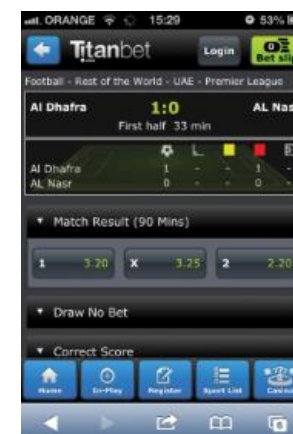 ORANGE 15:29 53%
Titanbet Login Bet slip
Football - Rest of the World - UAE - Premier League
Al Dhafra 1:0 AL Nas
First half 33 min
Al Dhafra 1 - - 1
AL Nasr 0 - - 0 -
Match Result (90 Mins)
1 3.20 X 3.25 2 2.20
Draw No Bet
Correct Score
Home In-Play Register Sport List Casino